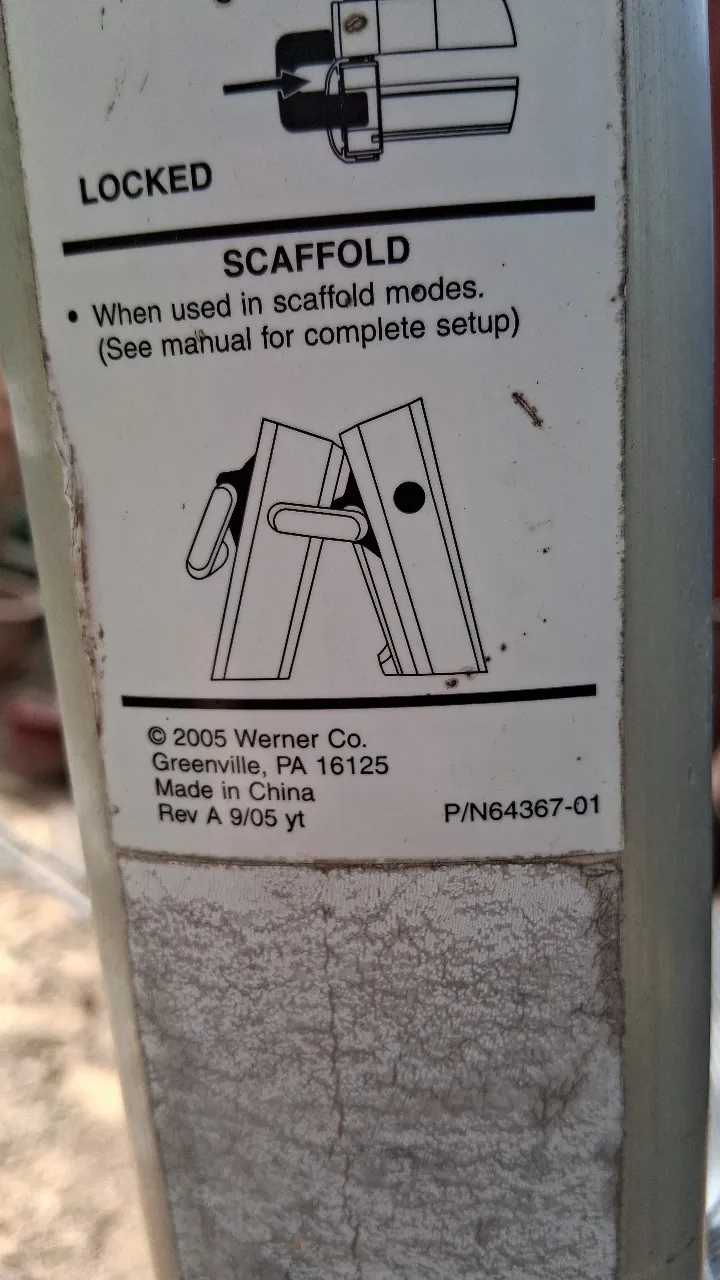 LOCKED
SCAFFOLD
• When used in scaffold modes.
(See manual for complete setup)
© 2005 Werner Co.
Greenville, PA 16125
Made in China
Rev A 9/05 yt
P/N64367-01